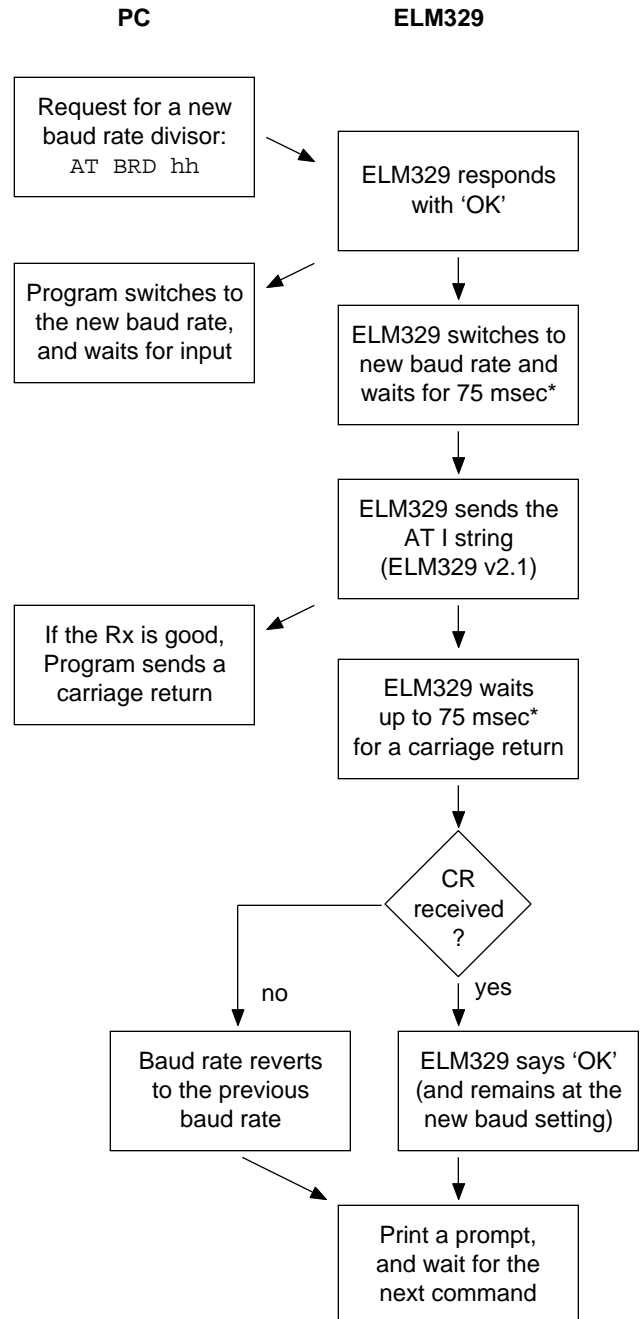 PC
ELM329
Request for a new
baud rate divisor:
AT BRD hh
ELM329 responds
with ‘OK’
Program switches to
the new baud rate,
and waits for input
ELM329 switches to
new baud rate and
waits for 75 msec*
ELM329 sends the
AT I string
(ELM329 v2.1)
If the Rx is good,
Program sends a
carriage return
ELM329 waits
up to 75 msec*
for a carriage return
CR
received
?
no
yes
Baud rate reverts
to the previous
baud rate
ELM329 says ‘OK’
(and remains at the
new baud setting)
Print a prompt,
and wait for the
next command